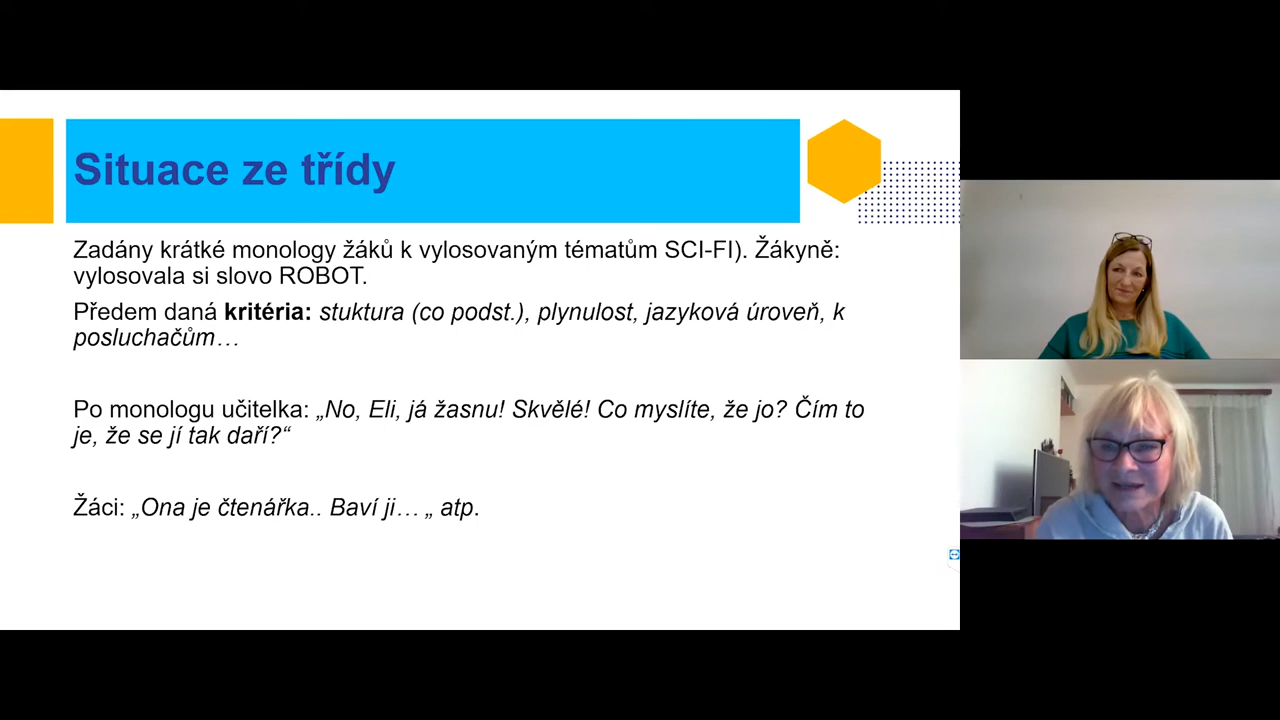 Situace ze třídy
Zadány krátké monology žáků k vylosovaným tématům SCI-FI). Žákyně:
vylosovala si slovo ROBOT.
Předem daná kritéria: stuktura (co podst.), plynulost, jazyková úroveň, k
posluchačům…
Po monologu učitelka: „No, Eli, já žasnu! Skvělé! Co myslíte, že jo? Čím to
je, že se jí tak daří?“
Žáci: „Ona je čtenářka.. Baví ji… „ atp.